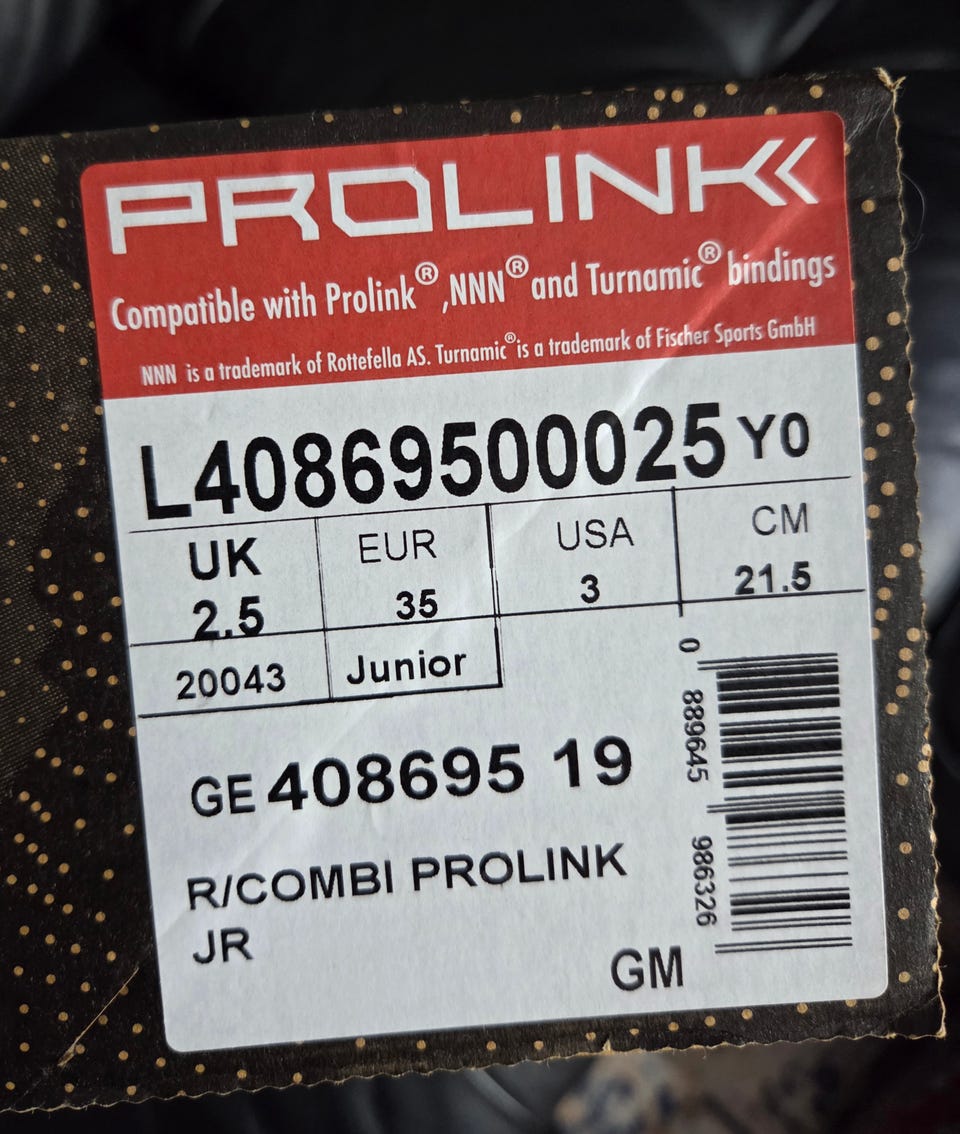 PROLINK
Compatible with Prolink®,NNN® and Turnamic® bindings
NNN is a trademark of Rottefella AS. Turnamic® is a trademark of Fischer Sports GmbH
L40869500025 Y0
UK EUR USA CM
2.5 35 3 21.5
20043 Junior
GE 408695 19
R/COMBI PROLINK
JR
GM
0 889645 986326